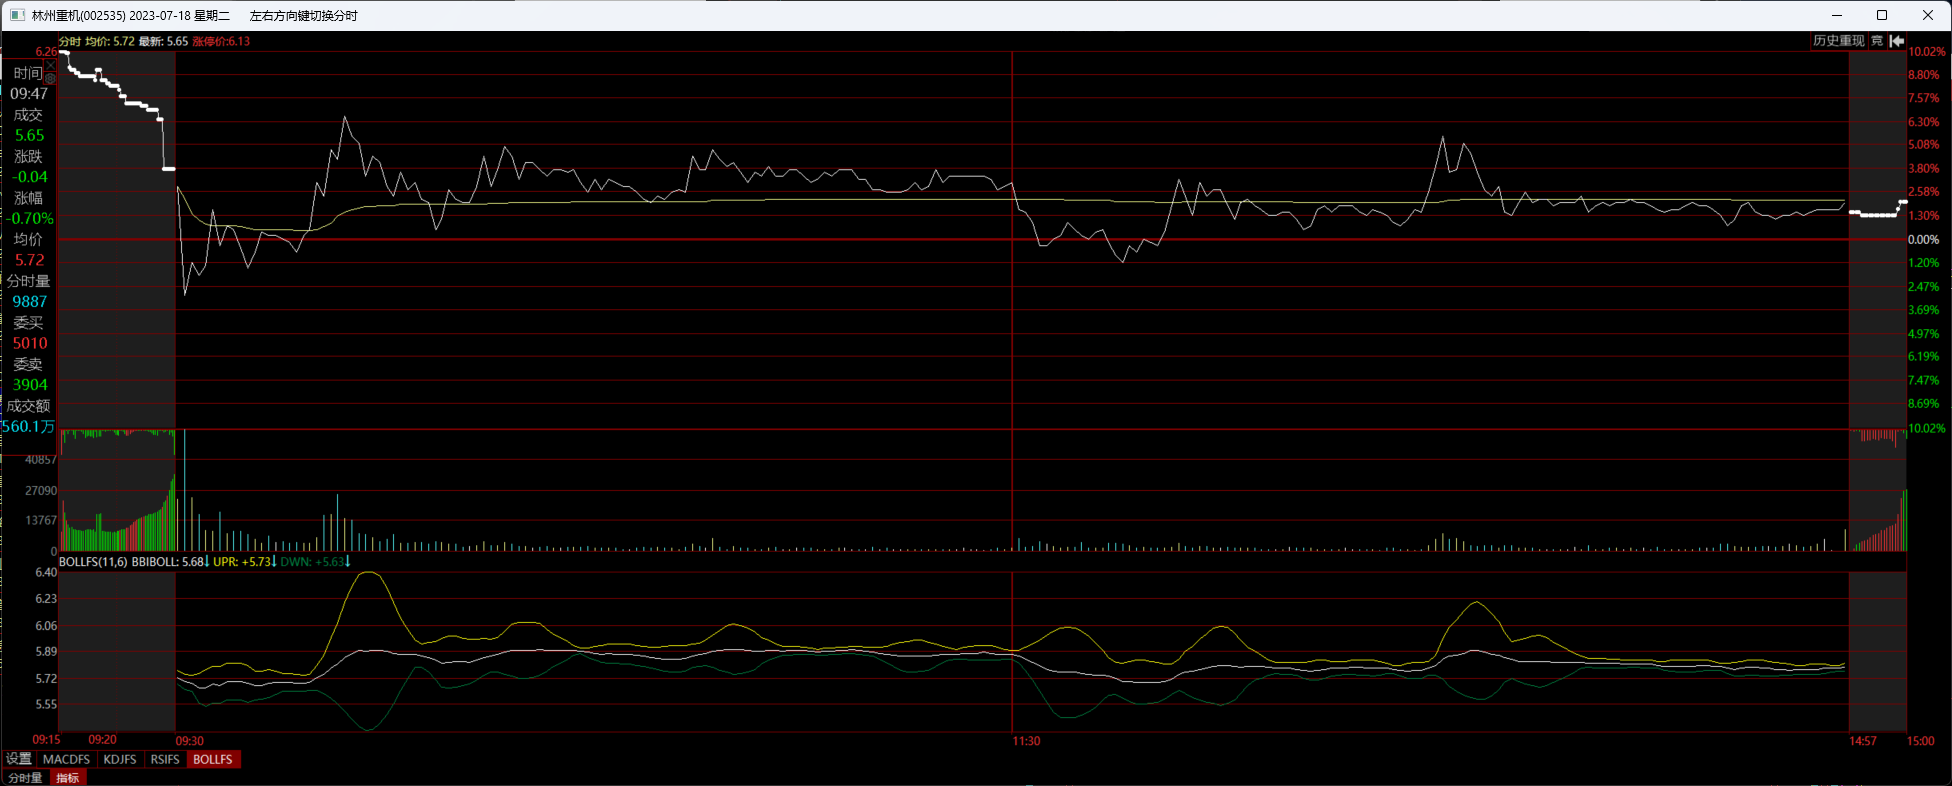 林州重机(002535) 2023-07-18 星期二 左右方向键切换分时
分时 均价: 5.72 最新: 5.65 涨停价:6.13
历史重现 竞
6.26
时间
09:47
成交
5.65
涨跌
-0.04
涨幅
-0.70%
均价
5.72
分时量
9887
委买
5010
委卖
3904
成交额
560.1万
10.02%
8.80%
7.57%
6.30%
5.08%
3.80%
2.58%
1.30%
0.00%
1.20%
2.47%
3.69%
4.97%
6.19%
7.47%
8.69%
10.02%
40857
27090
13767
0
BOLLFS(11,6) BBIBOLL: 5.68↓ UPR: +5.73↓ DWN: +5.63↓
6.40
6.23
6.06
5.89
5.72
5.55
09:15 09:20 09:30 11:30 14:57 15:00
设置 MACDFS KDJFS RSIFS BOLLFS
分时量 指标